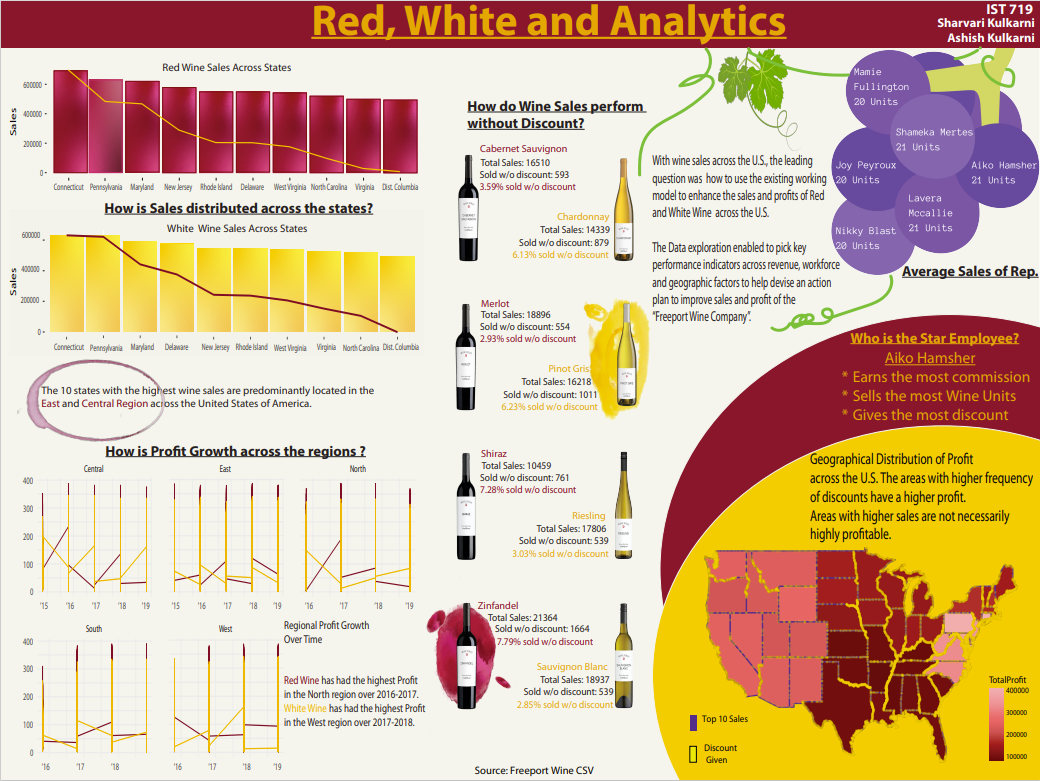 Red, White and Analytics
IST 719
Sharvari Kulkarni
Ashish Kulkarni
Red Wine Sales Across States
Sales
600000
400000
200000
0
Connecticut
Pennsylvania
Maryland
New Jersey
Rhode Island
Delaware
West Virginia
North Carolina
Virginia
Dist. Columbia
How is Sales distributed across the states?
White Wine Sales Across States
Sales
600000
400000
200000
0
Connecticut
Pennsylvania
Maryland
Delaware
New Jersey
Rhode Island
West Virginia
Virginia
North Carolina
Dist. Columbia
The 10 states with the highest wine sales are predominantly located in the
East and Central Region across the United States of America.
How is Profit Growth across the regions ?
Central
East
North
400
300
200
100
0
'15
'16
'17
'18
'19
'15
'16
'17
'18
'19
'16
'17
'18
'19
South
West
400
300
200
100
0
'16
'17
'18
'16
'17
'18
'19
Regional Profit Growth
Over Time
Red Wine has had the highest Profit
in the North region over 2016-2017.
White Wine has had the highest Profit
in the West region over 2017-2018.
How do Wine Sales perform
without Discount?
Cabernet Sauvignon
Total Sales: 16510
Sold w/o discount: 593
3.59% sold w/o discount
Chardonnay
Total Sales: 14339
Sold w/o discount: 879
6.13% sold w/o discount
Merlot
Total Sales: 18896
Sold w/o discount: 554
2.93% sold w/o discount
Pinot Gris
Total Sales: 16218
Sold w/o discount: 1011
6.23% sold w/o discount
Shiraz
Total Sales: 10459
Sold w/o discount: 761
7.28% sold w/o discount
Riesling
Total Sales: 17806
Sold w/o discount: 539
3.03% sold w/o discount
Zinfandel
Total Sales: 21364
Sold w/o discount: 1664
7.79% sold w/o discount
Sauvignon Blanc
Total Sales: 18937
Sold w/o discount: 539
2.85% sold w/o discount
Source: Freeport Wine CSV
With wine sales across the U.S., the leading
question was how to use the existing working
model to enhance the sales and profits of Red
and White Wine across the U.S.
The Data exploration enabled to pick key
performance indicators across revenue, workforce
and geographic factors to help devise an action
plan to improve sales and profit of the
"Freeport Wine Company".
Mamie
Fullington
20 Units
Shameka Mertes
21 Units
Joy Peyroux
20 Units
Aiko Hamsher
21 Units
Lavera
Mccallie
21 Units
Nikky Blast
20 Units
Average Sales of Rep.
Who is the Star Employee?
Aiko Hamsher
* Earns the most commission
* Sells the most Wine Units
* Gives the most discount
Geographical Distribution of Profit
across the U.S. The areas with higher frequency
of discounts have a higher profit.
Areas with higher sales are not necessarily
highly profitable.
TotalProfit
400000
300000
200000
100000
Top 10 Sales
Discount
Given